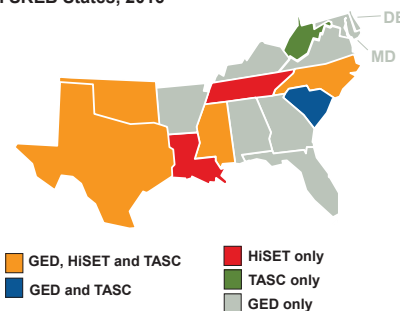 DE
MD
GED, HiSET and TASC
GED and TASC
HiSET only
TASC only
GED only